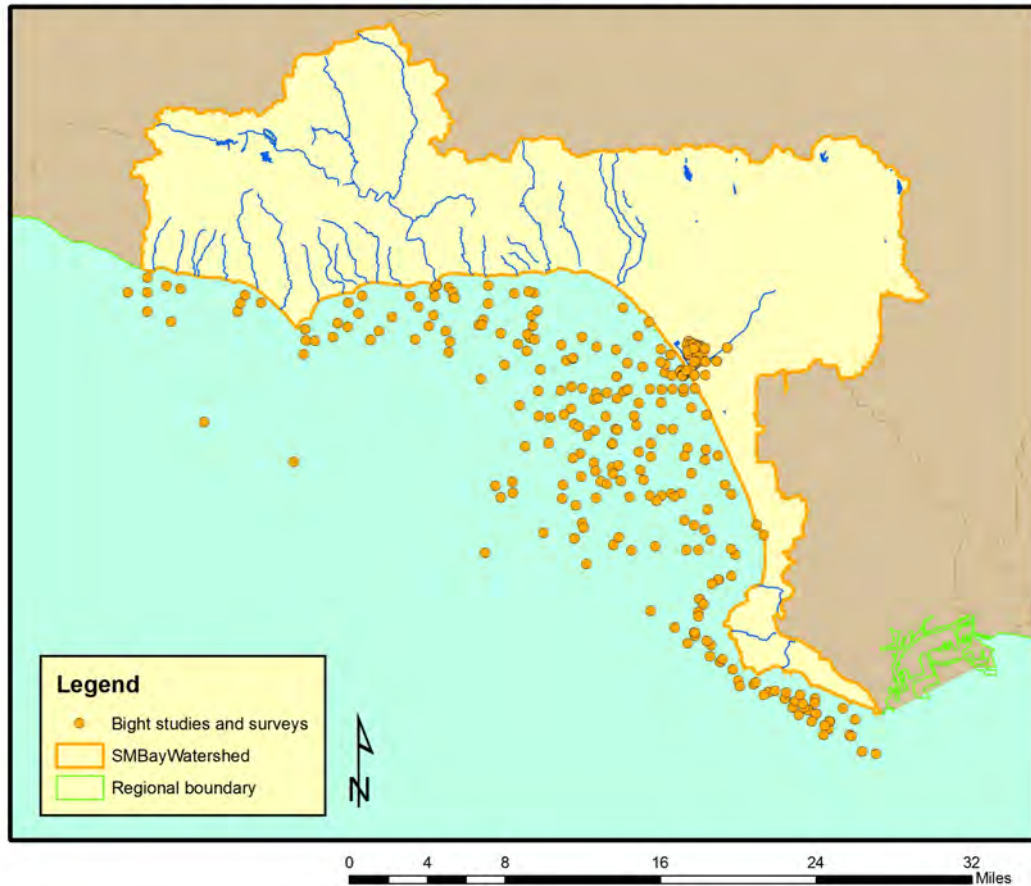 Legend
Bight studies and surveys
SMBayWatershed
Regional boundary
N
0 4 8 16 24 32
Miles